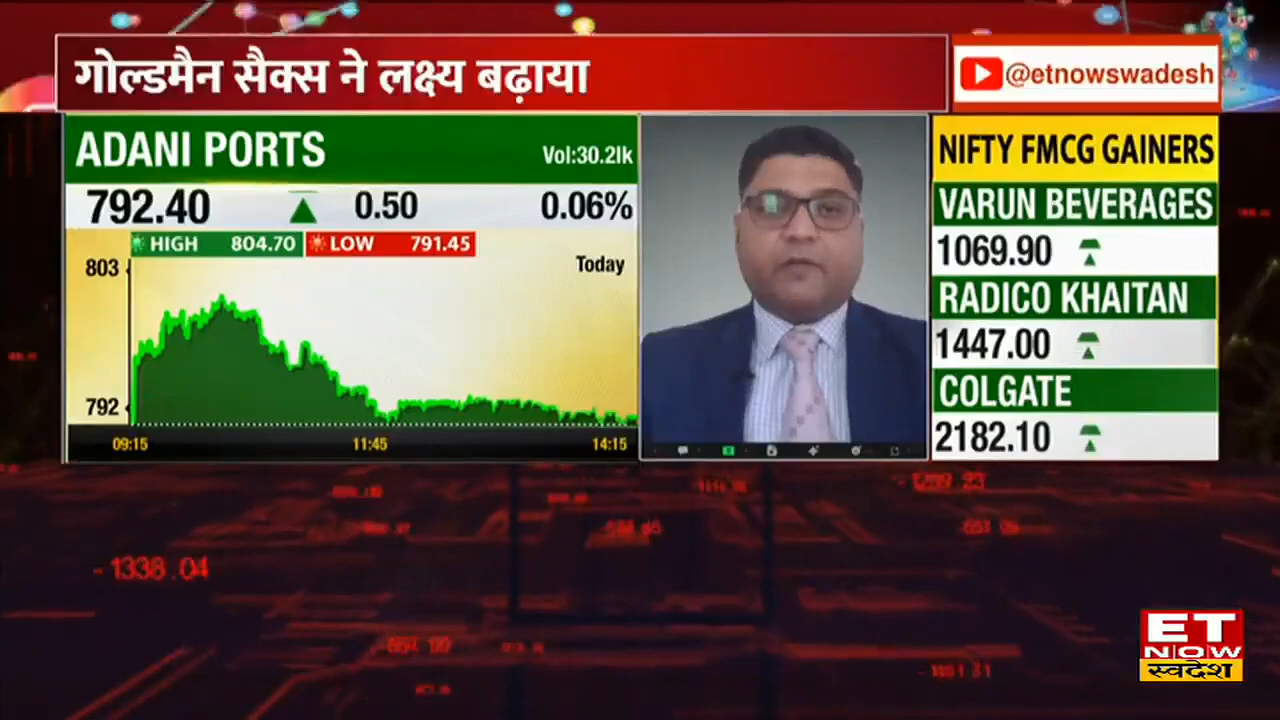 गोल्डमैन सैक्स ने लक्ष्य बढ़ाया
@etnowswadesh
ADANI PORTS
Vol:30.2lk
792.40 0.50 0.06%
HIGH 804.70 LOW 791.45
Today
803
792
09:15 11:45 14:15
NIFTY FMCG GAINERS
VARUN BEVERAGES
1069.90
RADICO KHAITAN
1447.00
COLGATE
2182.10
-1338.04
ET
NOW
स्वदेश